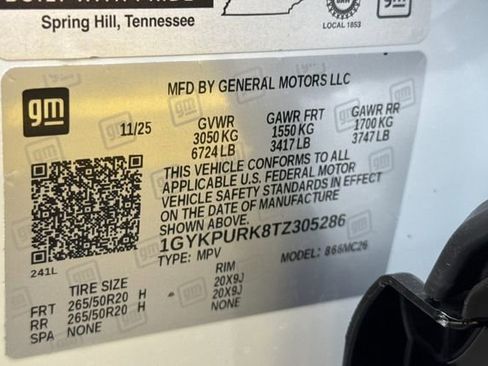 Spring Hill, Tennessee
LOCAL 1853
gm
MFD BY GENERAL MOTORS LLC
gm
11/25
GVWR
3050 KG
6724 LB
GAWR FRT
1550 KG
3417 LB
GAWR RR
1700 KG
3747 LB
THIS VEHICLE CONFORMS TO ALL
APPLICABLE U.S. FEDERAL MOTOR
VEHICLE SAFETY STANDARDS IN EFFECT
ON THE DATE OF MANUFACTURE
SHOWN ABOVE.
1GYKPURK8TZ305286
TYPE: MPV
MODEL: 866MC26
241L
TIRE SIZE
RIM
FRT 265/50R20 H 20X9J
RR 265/50R20 H 20X9J
SPA NONE NONE